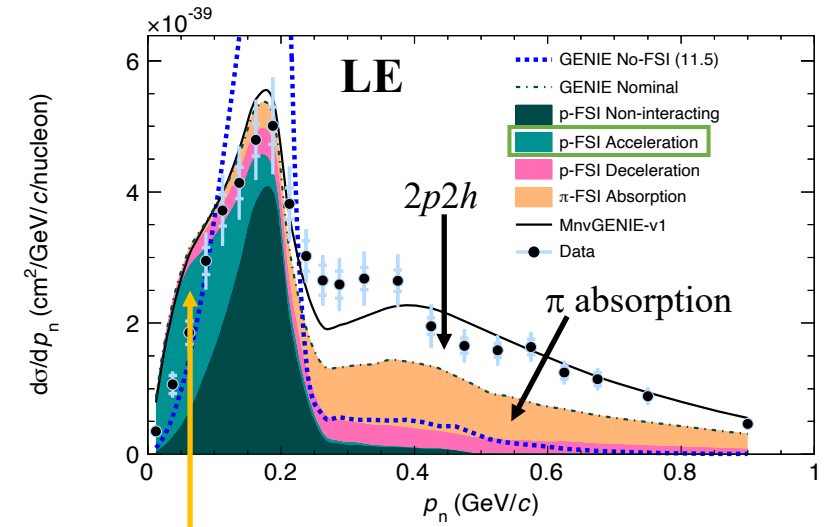 ×10⁻³⁹
LE
GENIE No-FSI (11.5)
GENIE Nominal
p-FSI Non-interacting
p-FSI Acceleration
p-FSI Deceleration
π-FSI Absorption
MnvGENIE-v1
Data
2p2h
π absorption
dσ/dpₙ (cm²/GeV/c/nucleon)
6
4
2
0
0 0.2 0.4 0.6 0.8 1
pₙ (GeV/c)